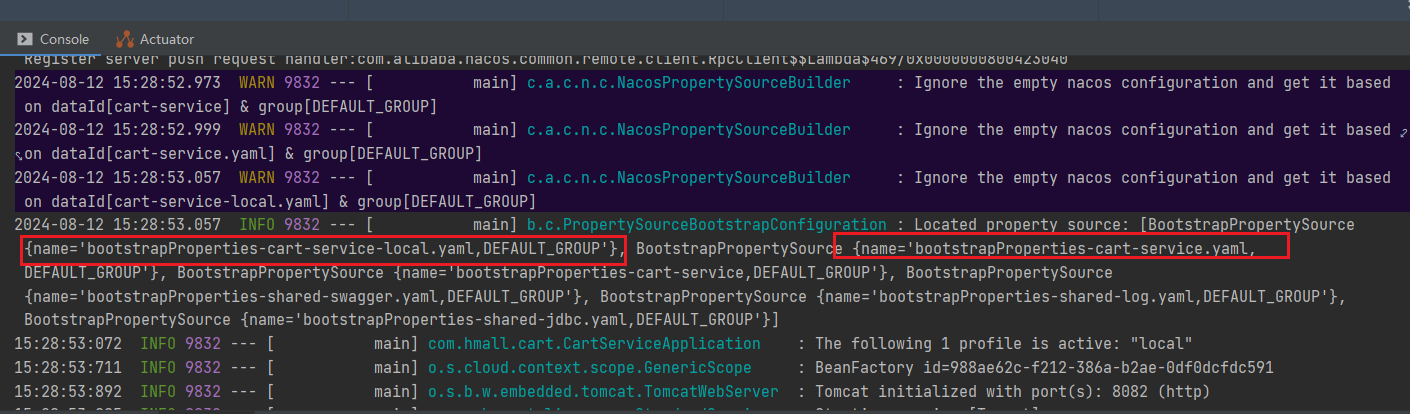 Console
Actuator
Register server push request handler:com.alibaba.nacos.common.remote.client.RpcClient$$Lambda$469/0x0000000800423040
2024-08-12 15:28:52.973  WARN 9832 --- [           main] c.a.c.n.c.NacosPropertySourceBuilder     : Ignore the empty nacos configuration and get it based
on dataId[cart-service] & group[DEFAULT_GROUP]
2024-08-12 15:28:52.999  WARN 9832 --- [           main] c.a.c.n.c.NacosPropertySourceBuilder     : Ignore the empty nacos configuration and get it based
on dataId[cart-service.yaml] & group[DEFAULT_GROUP]
2024-08-12 15:28:53.057  WARN 9832 --- [           main] c.a.c.n.c.NacosPropertySourceBuilder     : Ignore the empty nacos configuration and get it based
on dataId[cart-service-local.yaml] & group[DEFAULT_GROUP]
2024-08-12 15:28:53.057  INFO 9832 --- [           main] b.c.PropertySourceBootstrapConfiguration : Located property source: [BootstrapPropertySource
{name='bootstrapProperties-cart-service-local.yaml,DEFAULT_GROUP'}, BootstrapPropertySource {name='bootstrapProperties-cart-service.yaml,
DEFAULT_GROUP'}, BootstrapPropertySource {name='bootstrapProperties-cart-service,DEFAULT_GROUP'}, BootstrapPropertySource
{name='bootstrapProperties-shared-swagger.yaml,DEFAULT_GROUP'}, BootstrapPropertySource {name='bootstrapProperties-shared-log.yaml,DEFAULT_GROUP'},
BootstrapPropertySource {name='bootstrapProperties-shared-jdbc.yaml,DEFAULT_GROUP'}]
15:28:53:072  INFO 9832 --- [           main] com.hmall.cart.CartServiceApplication    : The following 1 profile is active: "local"
15:28:53:711  INFO 9832 --- [           main] o.s.cloud.context.scope.GenericScope     : BeanFactory id=988ae62c-f212-386a-b2ae-0df0dcfdc591
15:28:53:892  INFO 9832 --- [           main] o.s.b.w.embedded.tomcat.TomcatWebServer  : Tomcat initialized with port(s): 8082 (http)